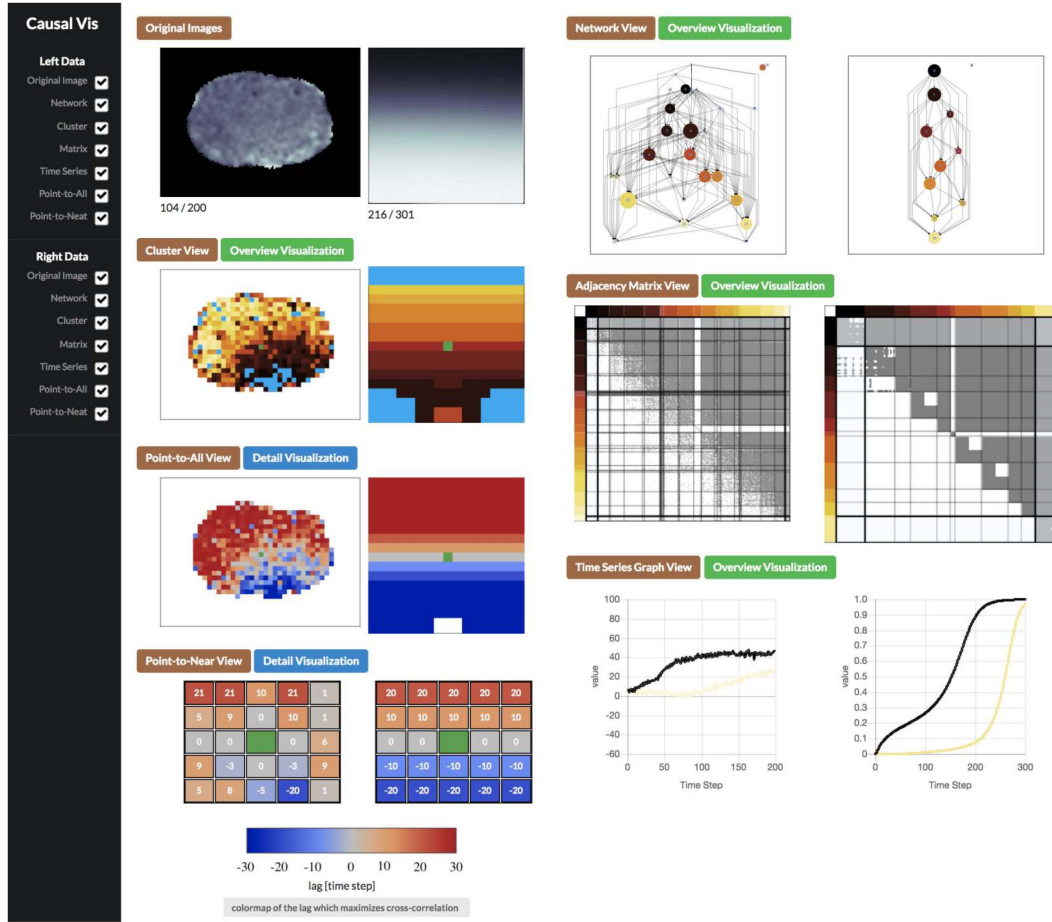 Causal Vis
Left Data
Original Image
Network
Cluster
Matrix
Time Series
Point-to-All
Point-to-Neat
Right Data
Original Image
Network
Cluster
Matrix
Time Series
Point-to-All
Point-to-Neat
Original Images
104 / 200
216 / 301
Cluster View Overview Visualization
Point-to-All View Detail Visualization
Point-to-Near View Detail Visualization
21 21 10 21 1
5 9 0 10 1
0 0 0 6
9 -3 0 -3 9
5 8 -5 -20 1
20 20 20 20 20
10 10 10 10 10
0 0 0 0
-10 -10 -10 -10 -10
-20 -20 -20 -20 -20
-30 -20 -10 0 10 20 30
lag [time step]
colormap of the lag which maximizes cross-correlation
Network View Overview Visualization
Adjacency Matrix View Overview Visualization
Time Series Graph View Overview Visualization
100
80
60
40
20
0
-20
-40
-60
value
0 50 100 150 200
Time Step
1.0
0.9
0.8
0.7
0.6
0.5
0.4
0.3
0.2
0.1
0
value
0 100 200 300
Time Step